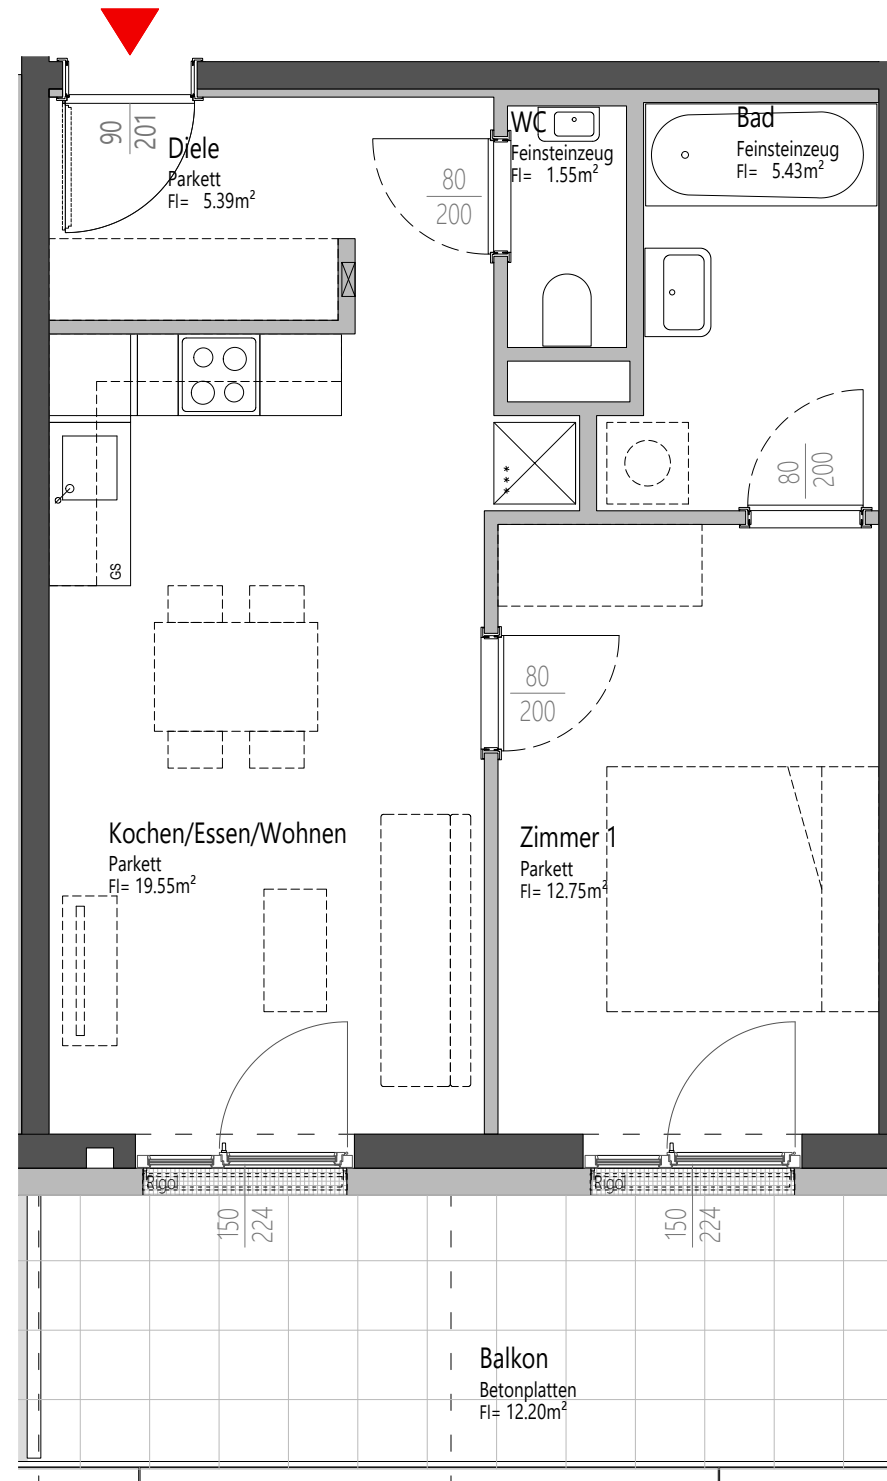 90
201
Diele
Parkett
Fl= 5.39m²
80
200
WC
Feinsteinzeug
Fl= 1.55m²
Bad
Feinsteinzeug
Fl= 5.43m²
80
200
***
GS
80
200
Kochen/Essen/Wohnen
Parkett
Fl= 19.55m²
Zimmer 1
Parkett
Fl= 12.75m²
Rigol
Rigol
150
224
150
224
Balkon
Betonplatten
Fl= 12.20m²